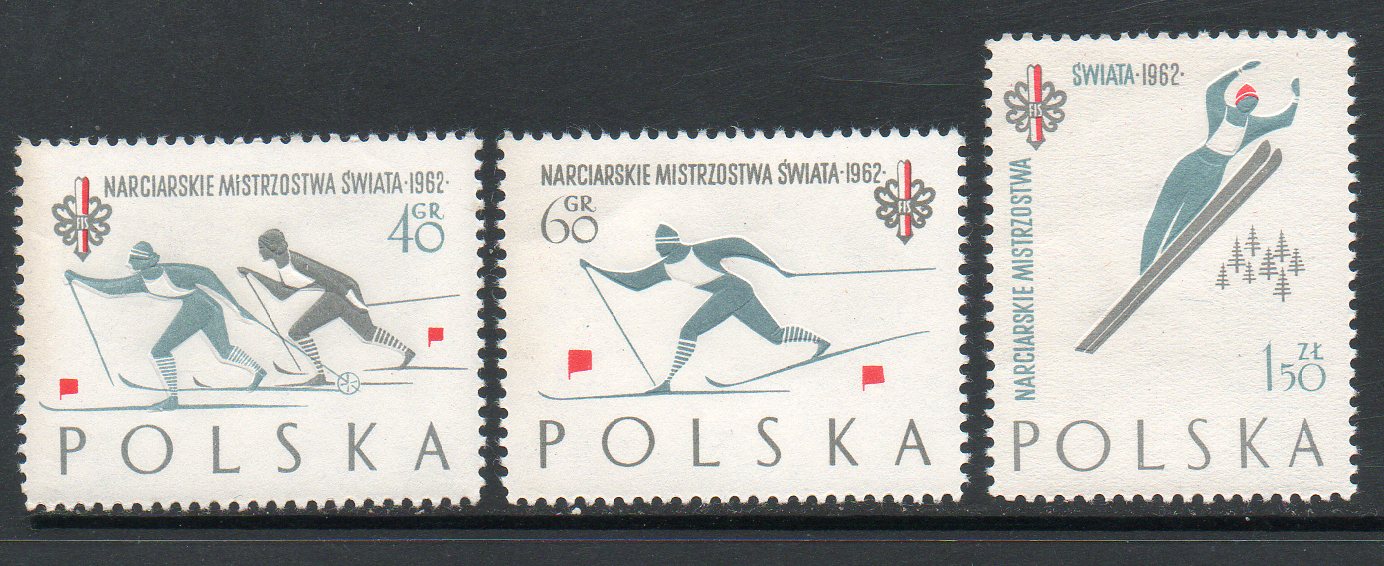 NARCIARSKIE MISTRZOSTWA ŚWIATA·1962·
FIS
40 GR
POLSKA
NARCIARSKIE MISTRZOSTWA ŚWIATA·1962·
60 GR
FIS
POLSKA
NARCIARSKIE MISTRZOSTWA
ŚWIATA·1962·
FIS
1 50 ZŁ
POLSKA